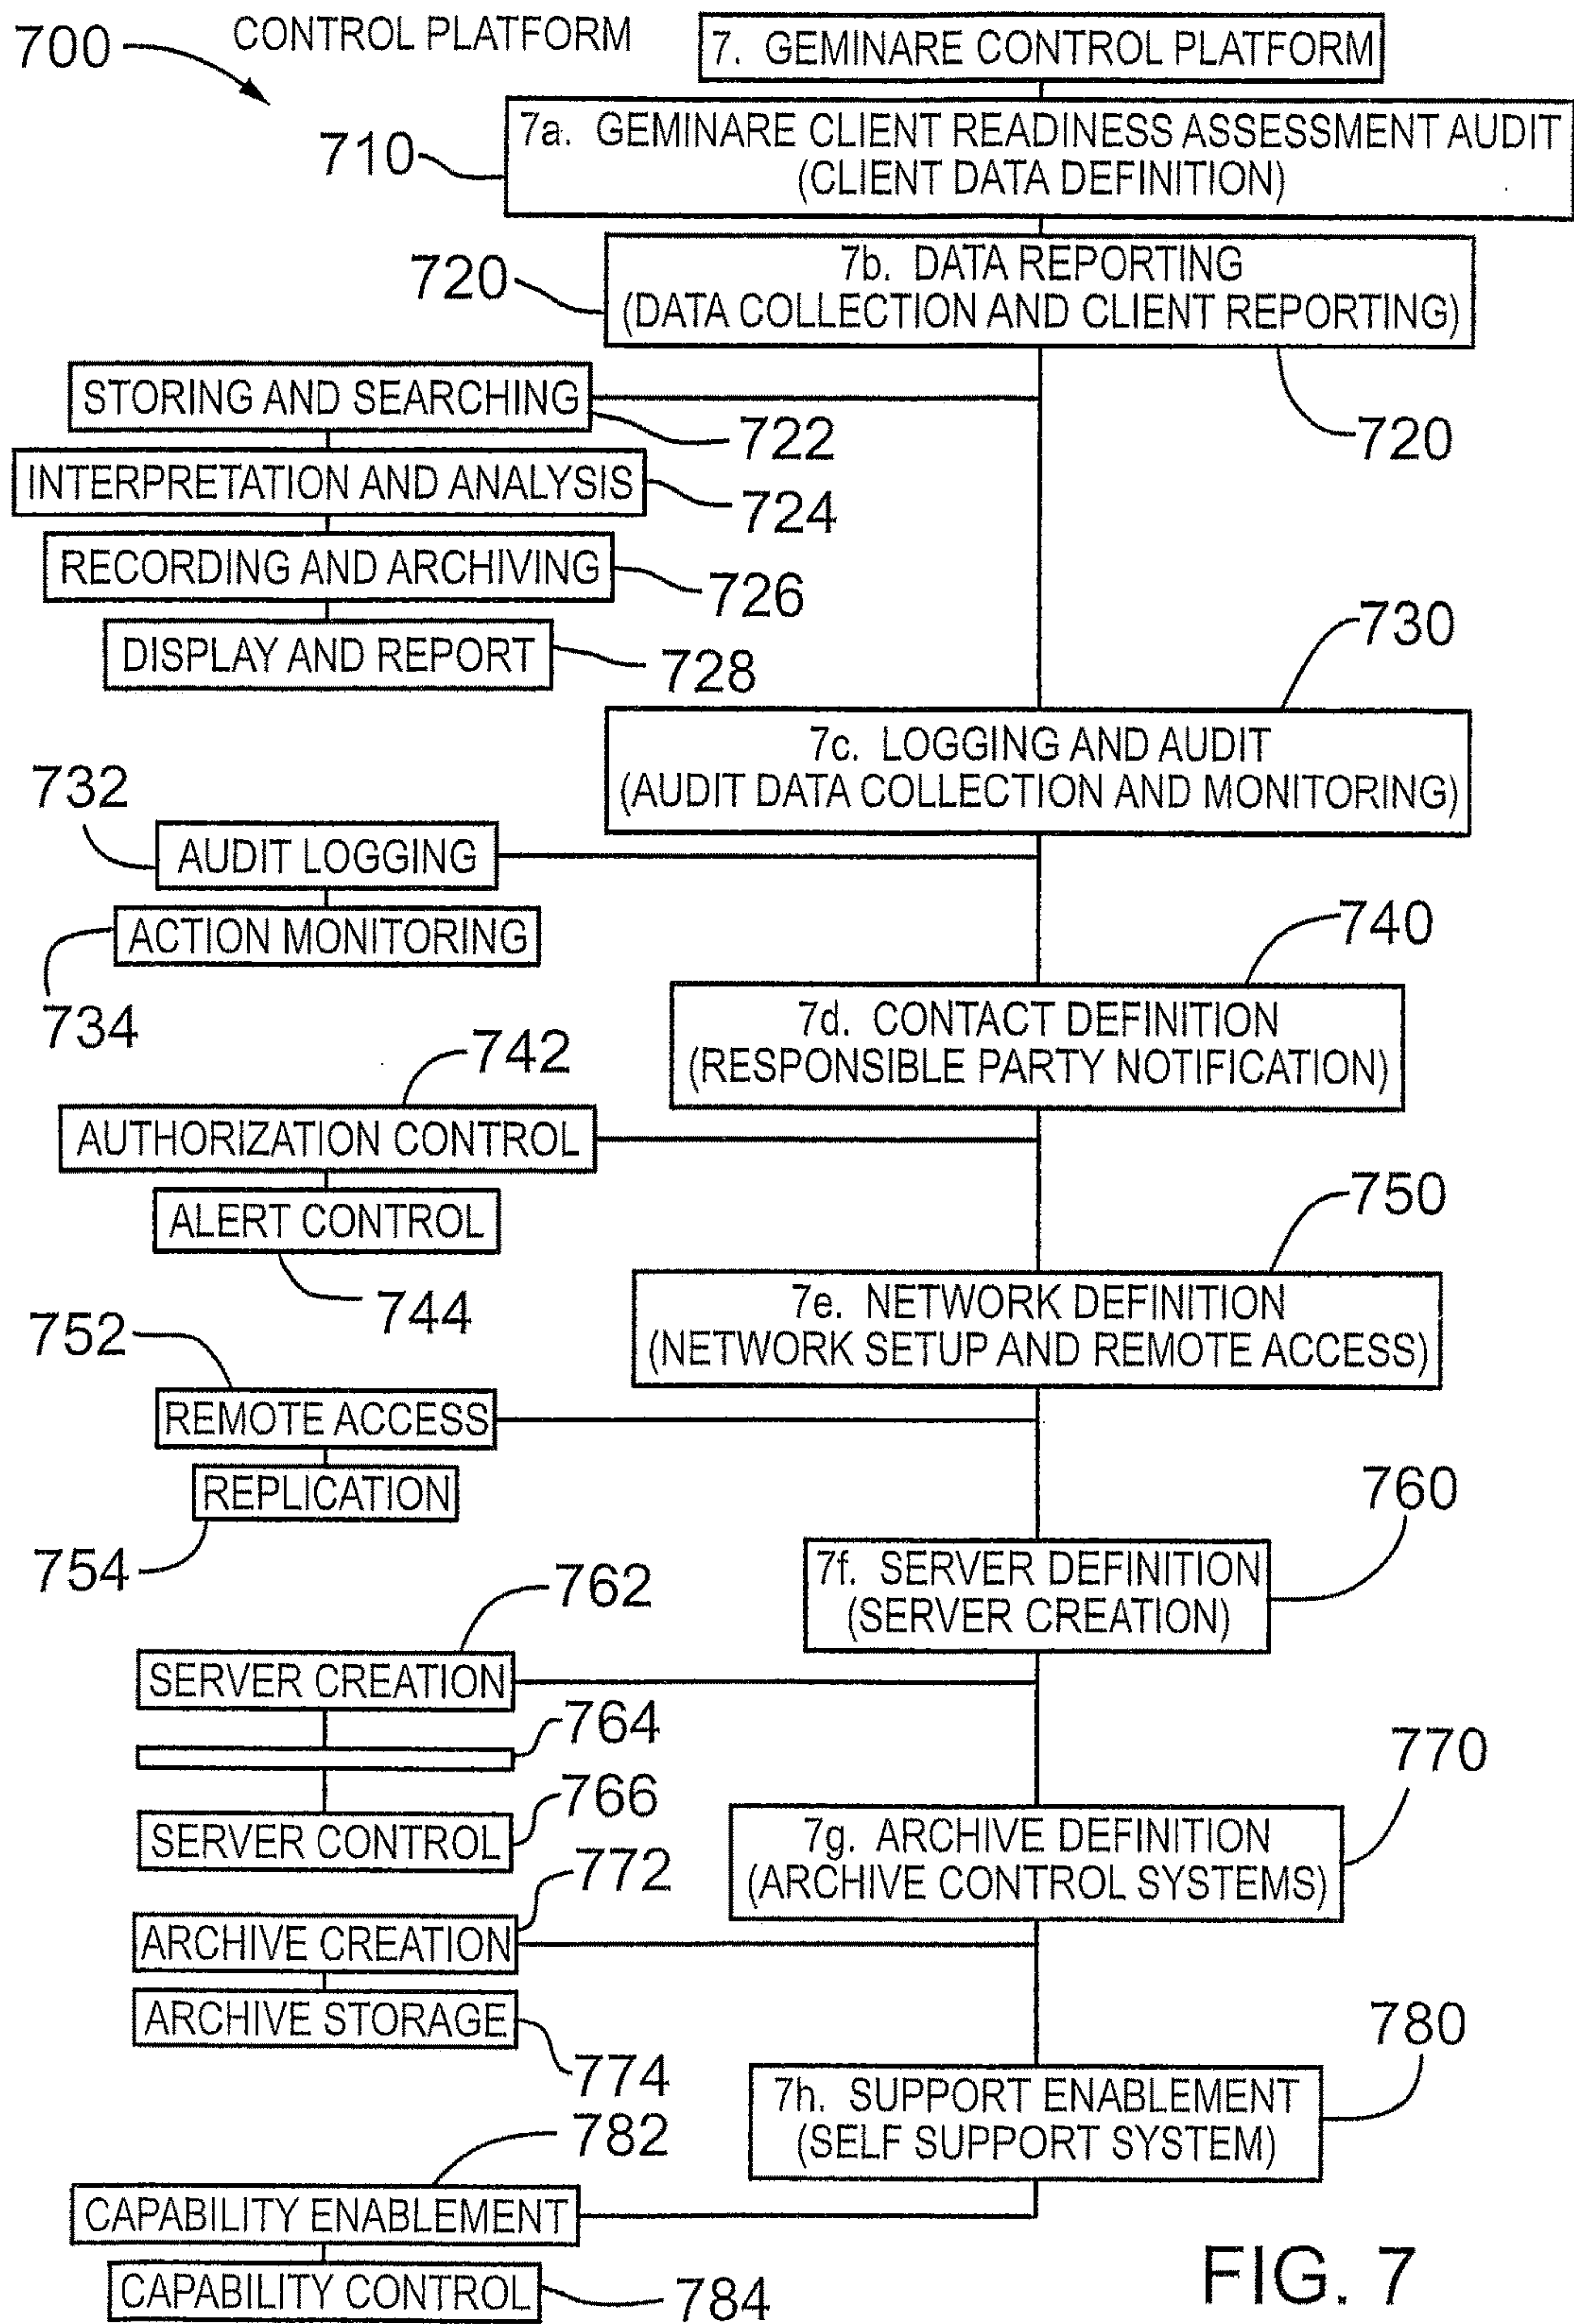 700
CONTROL PLATFORM
7. GEMINARE CONTROL PLATFORM
710
7a. GEMINARE CLIENT READINESS ASSESSMENT AUDIT
(CLIENT DATA DEFINITION)
720
7b. DATA REPORTING
(DATA COLLECTION AND CLIENT REPORTING)
720
STORING AND SEARCHING
722
INTERPRETATION AND ANALYSIS
724
RECORDING AND ARCHIVING
726
DISPLAY AND REPORT
728
730
7c. LOGGING AND AUDIT
(AUDIT DATA COLLECTION AND MONITORING)
732
AUDIT LOGGING
ACTION MONITORING
734
740
7d. CONTACT DEFINITION
(RESPONSIBLE PARTY NOTIFICATION)
742
AUTHORIZATION CONTROL
ALERT CONTROL
744
750
7e. NETWORK DEFINITION
(NETWORK SETUP AND REMOTE ACCESS)
752
REMOTE ACCESS
REPLICATION
754
760
7f. SERVER DEFINITION
(SERVER CREATION)
762
SERVER CREATION
764
766
SERVER CONTROL
770
7g. ARCHIVE DEFINITION
(ARCHIVE CONTROL SYSTEMS)
772
ARCHIVE CREATION
ARCHIVE STORAGE
774
780
7h. SUPPORT ENABLEMENT
(SELF SUPPORT SYSTEM)
782
CAPABILITY ENABLEMENT
CAPABILITY CONTROL
784
FIG. 7